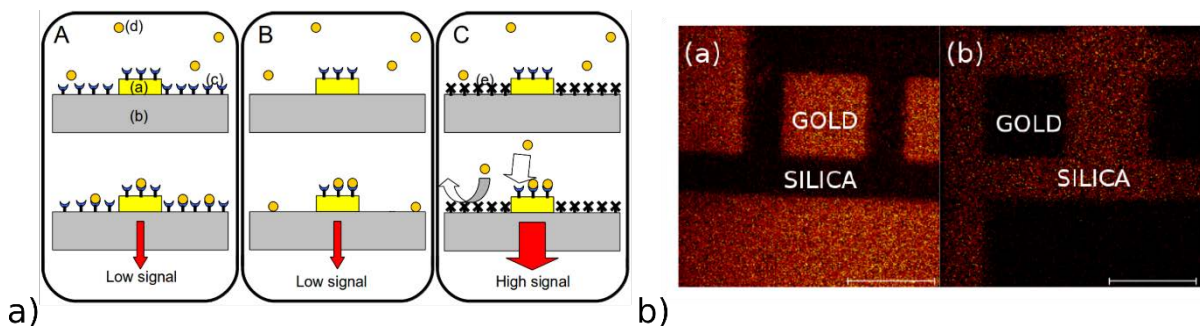 A
(d)
(c)
(a)
(b)
Low signal
B
Low signal
C
(e)
High signal
a)
(a)
GOLD
SILICA
(b)
GOLD
SILICA
b)